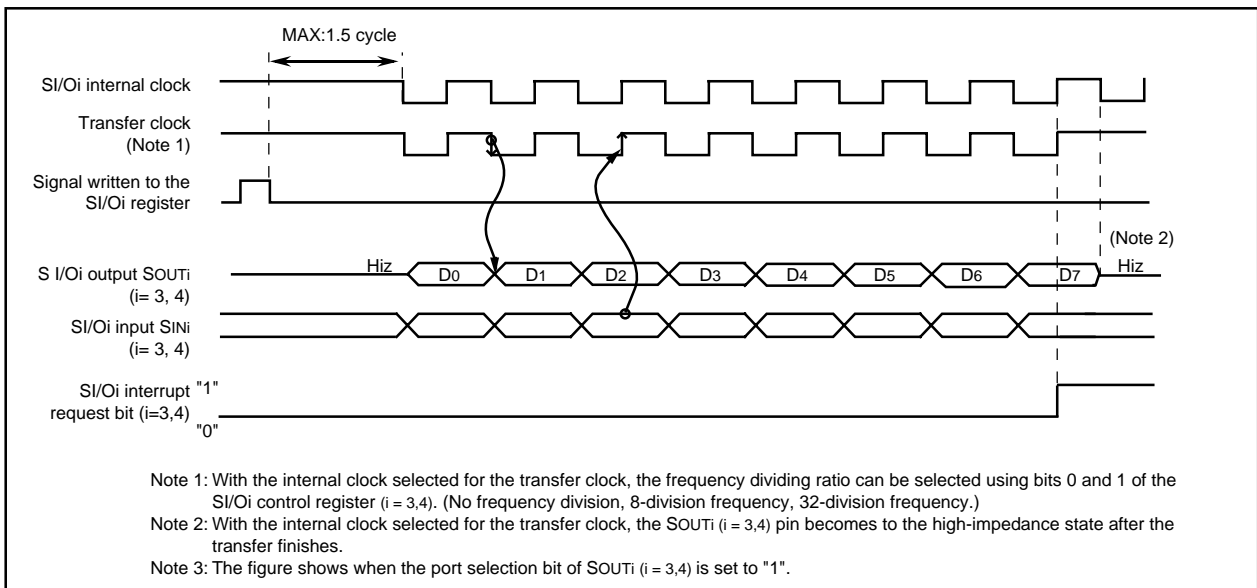 MAX:1.5 cycle
SI/Oi internal clock
Transfer clock
(Note 1)
Signal written to the
SI/Oi register
(Note 2)
S I/Oi output SOUTi
(i= 3, 4)
Hiz D0 D1 D2 D3 D4 D5 D6 D7 Hiz
SI/Oi input SINi
(i= 3, 4)
SI/Oi interrupt "1"
request bit (i=3,4)
"0"
Note 1: With the internal clock selected for the transfer clock, the frequency dividing ratio can be selected using bits 0 and 1 of the
SI/Oi control register (i = 3,4). (No frequency division, 8-division frequency, 32-division frequency.)
Note 2: With the internal clock selected for the transfer clock, the SOUTi (i = 3,4) pin becomes to the high-impedance state after the
transfer finishes.
Note 3: The figure shows when the port selection bit of SOUTi (i = 3,4) is set to "1".